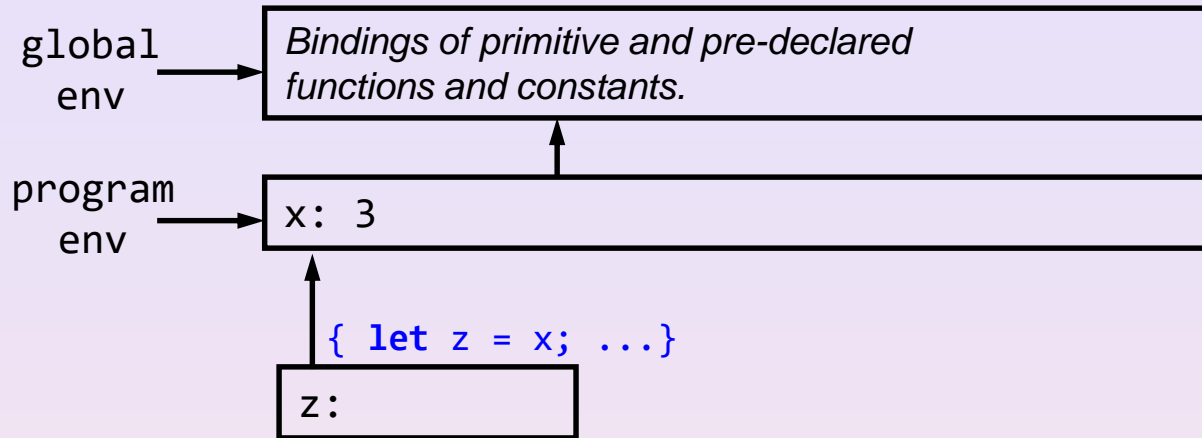 global
env
Bindings of primitive and pre-declared
functions and constants.
program
env
x: 3
{ let z = x; ...}
z: